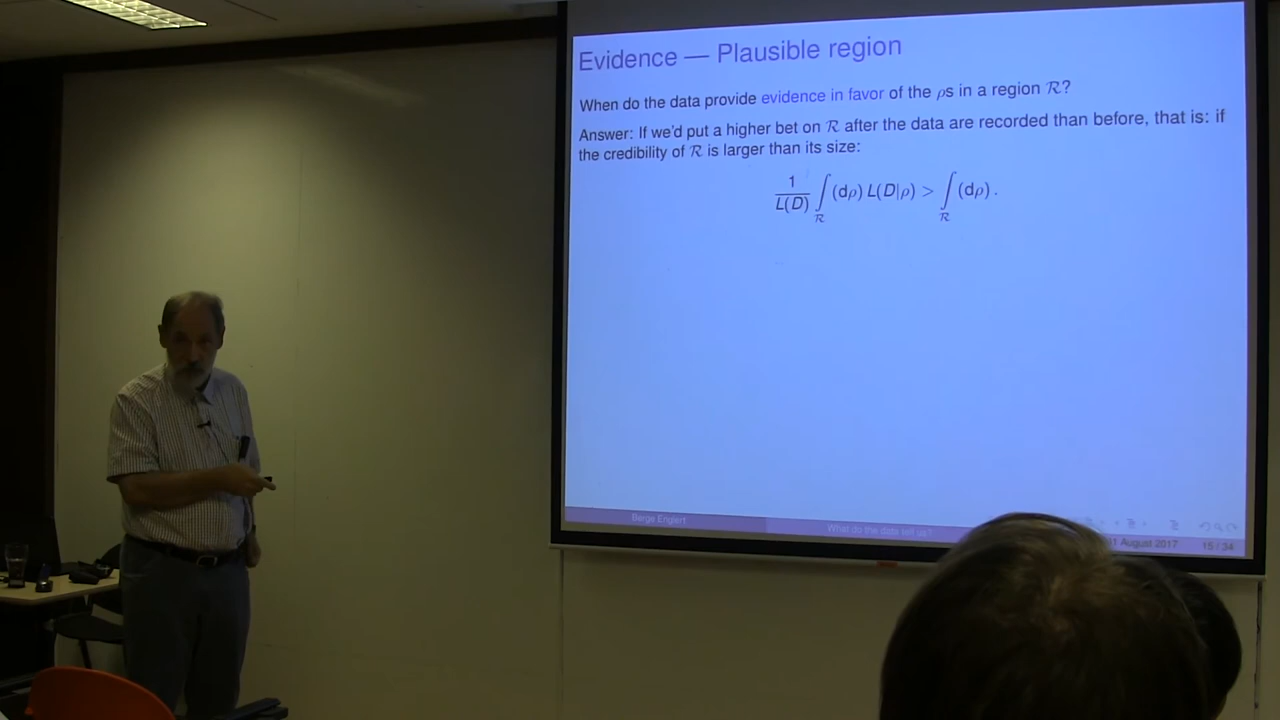 Evidence — Plausible region
When do the data provide evidence in favor of the ρs in a region ℛ?
Answer: If we'd put a higher bet on ℛ after the data are recorded than before, that is: if
the credibility of ℛ is larger than its size:
1/L(D) ∫_ℛ (dρ) L(D|ρ) > ∫_ℛ (dρ) .
Berge Englert What do the data tell us? August 2017 15 / 34